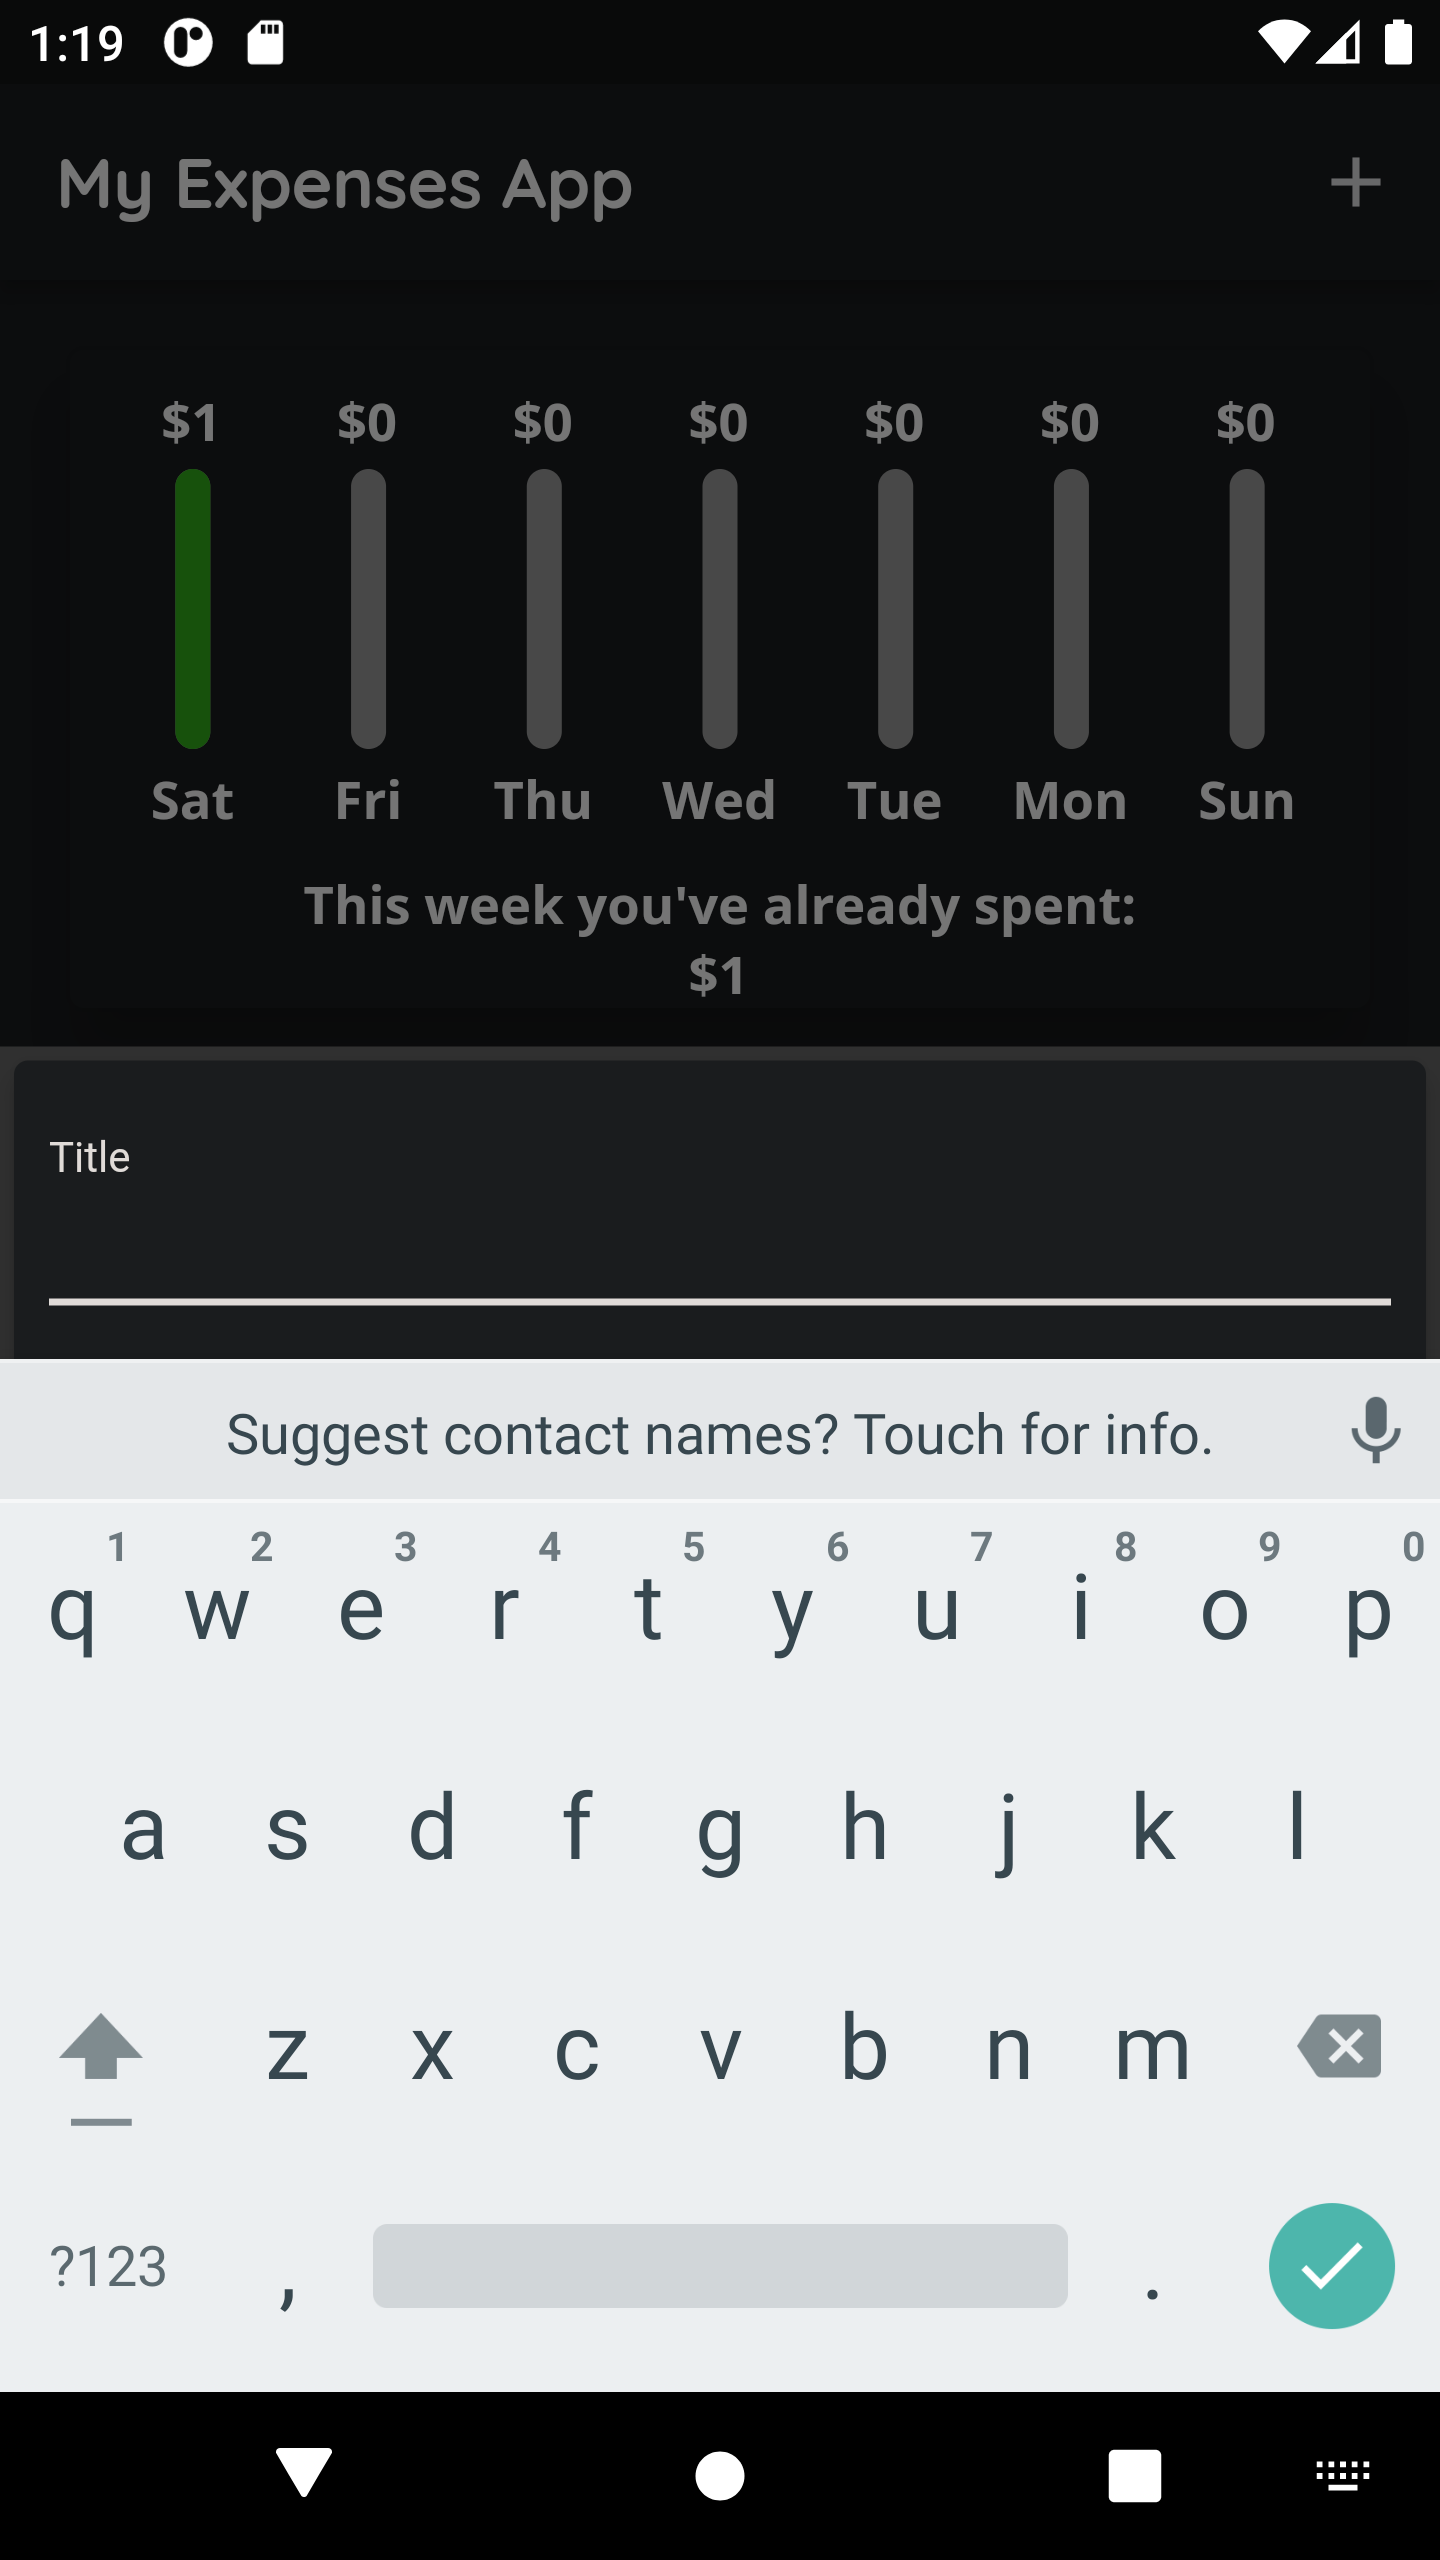 1:19
My Expenses App
$1 $0 $0 $0 $0 $0 $0
Sat Fri Thu Wed Tue Mon Sun
This week you've already spent:
$1
Title
Suggest contact names? Touch for info.
1 2 3 4 5 6 7 8 9 0
q w e r t y u i o p
a s d f g h j k l
z x c v b n m
?123 , .